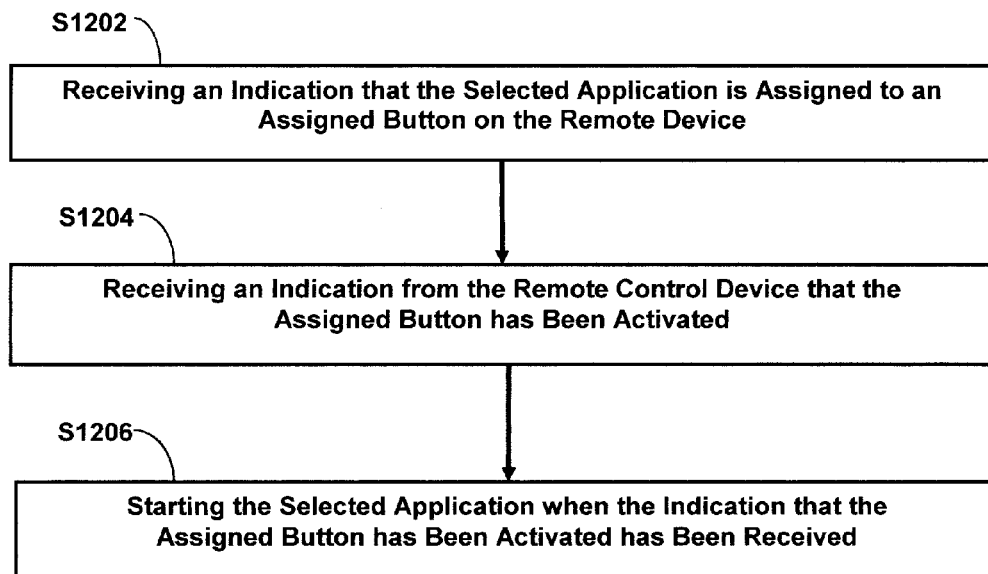 S1202
Receiving an Indication that the Selected Application is Assigned to an
Assigned Button on the Remote Device
S1204
Receiving an Indication from the Remote Control Device that the
Assigned Button has Been Activated
S1206
Starting the Selected Application when the Indication that the
Assigned Button has Been Activated has Been Received